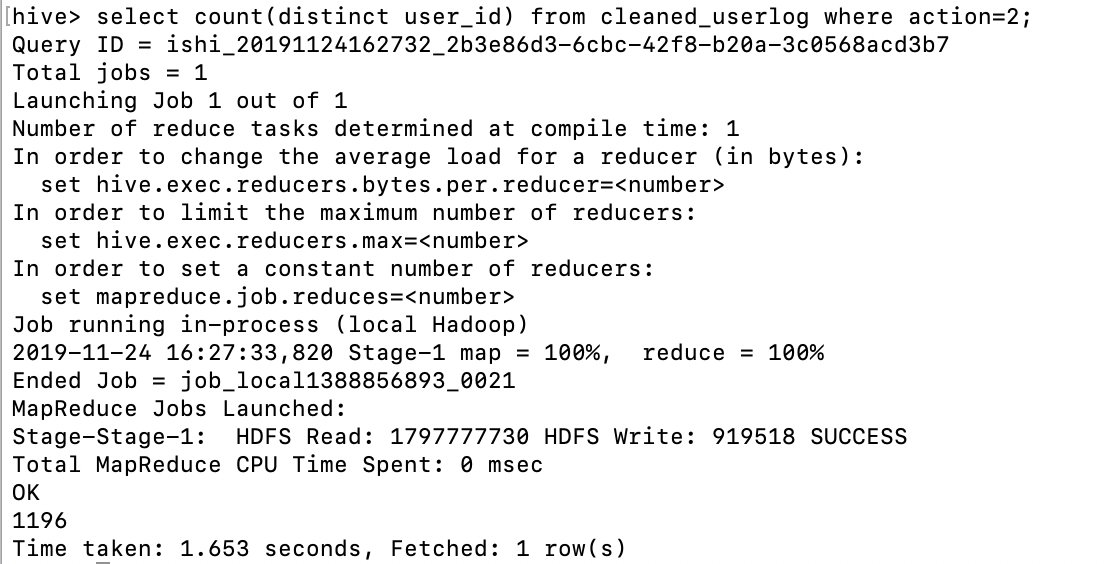 [hive> select count(distinct user_id) from cleaned_userlog where action=2;
Query ID = ishi_20191124162732_2b3e86d3-6cbc-42f8-b20a-3c0568acd3b7
Total jobs = 1
Launching Job 1 out of 1
Number of reduce tasks determined at compile time: 1
In order to change the average load for a reducer (in bytes):
  set hive.exec.reducers.bytes.per.reducer=<number>
In order to limit the maximum number of reducers:
  set hive.exec.reducers.max=<number>
In order to set a constant number of reducers:
  set mapreduce.job.reduces=<number>
Job running in-process (local Hadoop)
2019-11-24 16:27:33,820 Stage-1 map = 100%,  reduce = 100%
Ended Job = job_local1388856893_0021
MapReduce Jobs Launched:
Stage-Stage-1:  HDFS Read: 1797777730 HDFS Write: 919518 SUCCESS
Total MapReduce CPU Time Spent: 0 msec
OK
1196
Time taken: 1.653 seconds, Fetched: 1 row(s)